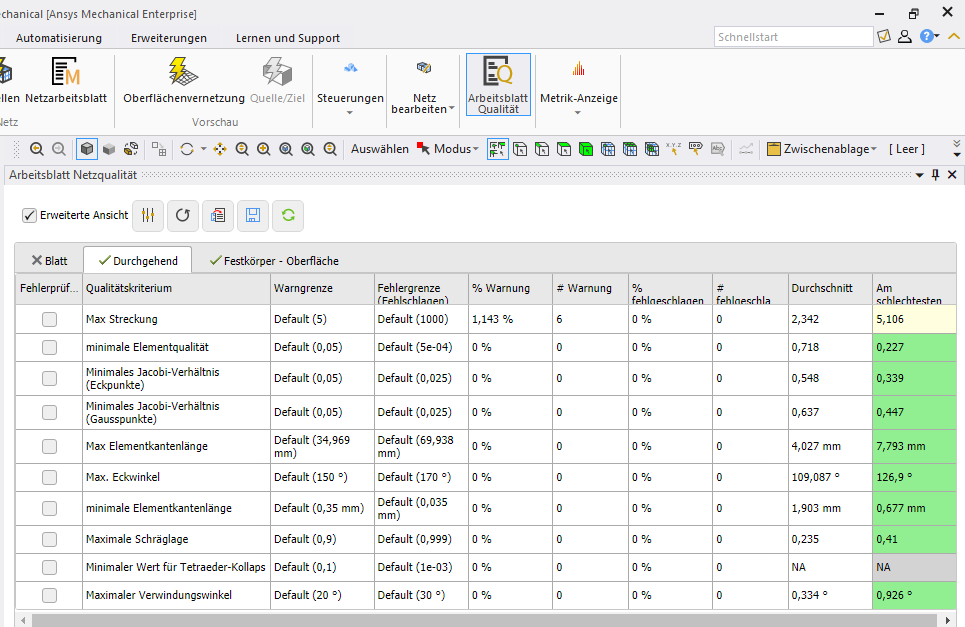 chanical [Ansys Mechanical Enterprise]
Automatisierung Erweiterungen Lernen und Support Schnellstart
llen Netzarbeitsblatt Oberflächenvernetzung Quelle/Ziel Steuerungen Netz bearbeiten Arbeitsblatt Qualität Metrik-Anzeige
Netz Vorschau
Auswählen Modus Zwischenablage [ Leer ]
Arbeitsblatt Netzqualität
Erweiterte Ansicht
Blatt Durchgehend Festkörper - Oberfläche
Fehlerprüf... Qualitätskriterium Warngrenze Fehlergrenze (Fehlschlagen) % Warnung # Warnung % fehlgeschlagen # fehlgeschla Durchschnitt Am schlechtesten
Max Streckung Default (5) Default (1000) 1,143 % 6 0 % 0 2,342 5,106
minimale Elementqualität Default (0,05) Default (5e-04) 0 % 0 0 % 0 0,718 0,227
Minimales Jacobi-Verhältnis (Eckpunkte) Default (0,05) Default (0,025) 0 % 0 0 % 0 0,548 0,339
Minimales Jacobi-Verhältnis (Gausspunkte) Default (0,05) Default (0,025) 0 % 0 0 % 0 0,637 0,447
Max Elementkantenlänge Default (34,969 mm) Default (69,938 mm) 0 % 0 0 % 0 4,027 mm 7,793 mm
Max. Eckwinkel Default (150 °) Default (170 °) 0 % 0 0 % 0 109,087 ° 126,9 °
minimale Elementkantenlänge Default (0,35 mm) Default (0,035 mm) 0 % 0 0 % 0 1,903 mm 0,677 mm
Maximale Schräglage Default (0,9) Default (0,999) 0 % 0 0 % 0 0,235 0,41
Minimaler Wert für Tetraeder-Kollaps Default (0,1) Default (1e-03) 0 % 0 0 % 0 NA NA
Maximaler Verwindungswinkel Default (20 °) Default (30 °) 0 % 0 0 % 0 0,334 ° 0,926 °